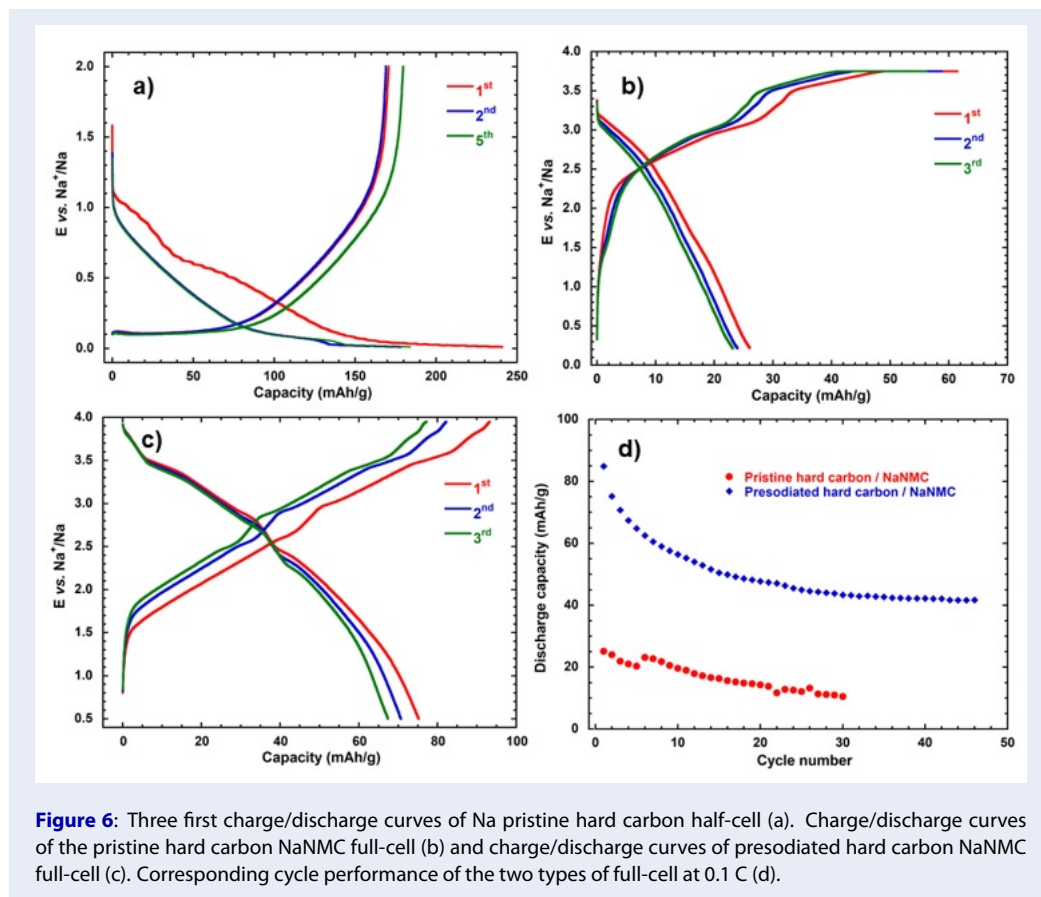 a)
E vs. Na+/Na
2.0
1.5
1.0
0.5
0.0
1st
2nd
5th
0 50 100 150 200 250
Capacity (mAh/g)
b)
E vs. Na+/Na
4.0
3.5
3.0
2.5
2.0
1.5
1.0
0.5
0.0
1st
2nd
3rd
0 10 20 30 40 50 60 70
Capacity (mAh/g)
c)
E vs. Na+/Na
4.0
3.5
3.0
2.5
2.0
1.5
1.0
0.5
1st
2nd
3rd
0 20 40 60 80 100
Capacity (mAh/g)
d)
Discharge capacity (mAh/g)
100
80
60
40
20
0
Pristine hard carbon / NaNMC
Presodiated hard carbon / NaNMC
0 10 20 30 40 50
Cycle number
Figure 6: Three first charge/discharge curves of Na pristine hard carbon half-cell (a). Charge/discharge curves
of the pristine hard carbon NaNMC full-cell (b) and charge/discharge curves of presodiated hard carbon NaNMC
full-cell (c). Corresponding cycle performance of the two types of full-cell at 0.1 C (d).